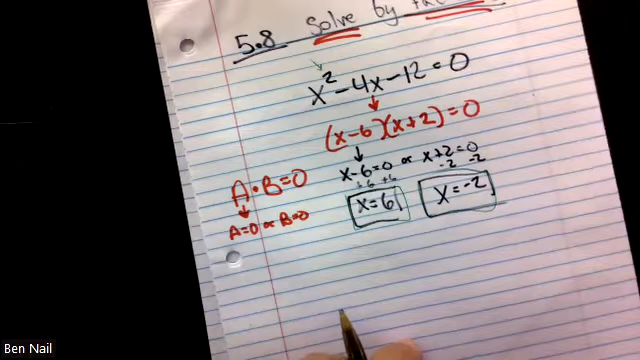 5.8 Solve by
x² - 4x - 12 = 0
(x-6)(x+2) = 0
x-6=0 or x+2=0
+6 +6 -2 -2
x=6 x=-2
A·B=0
A=0 or B=0
Ben Nail